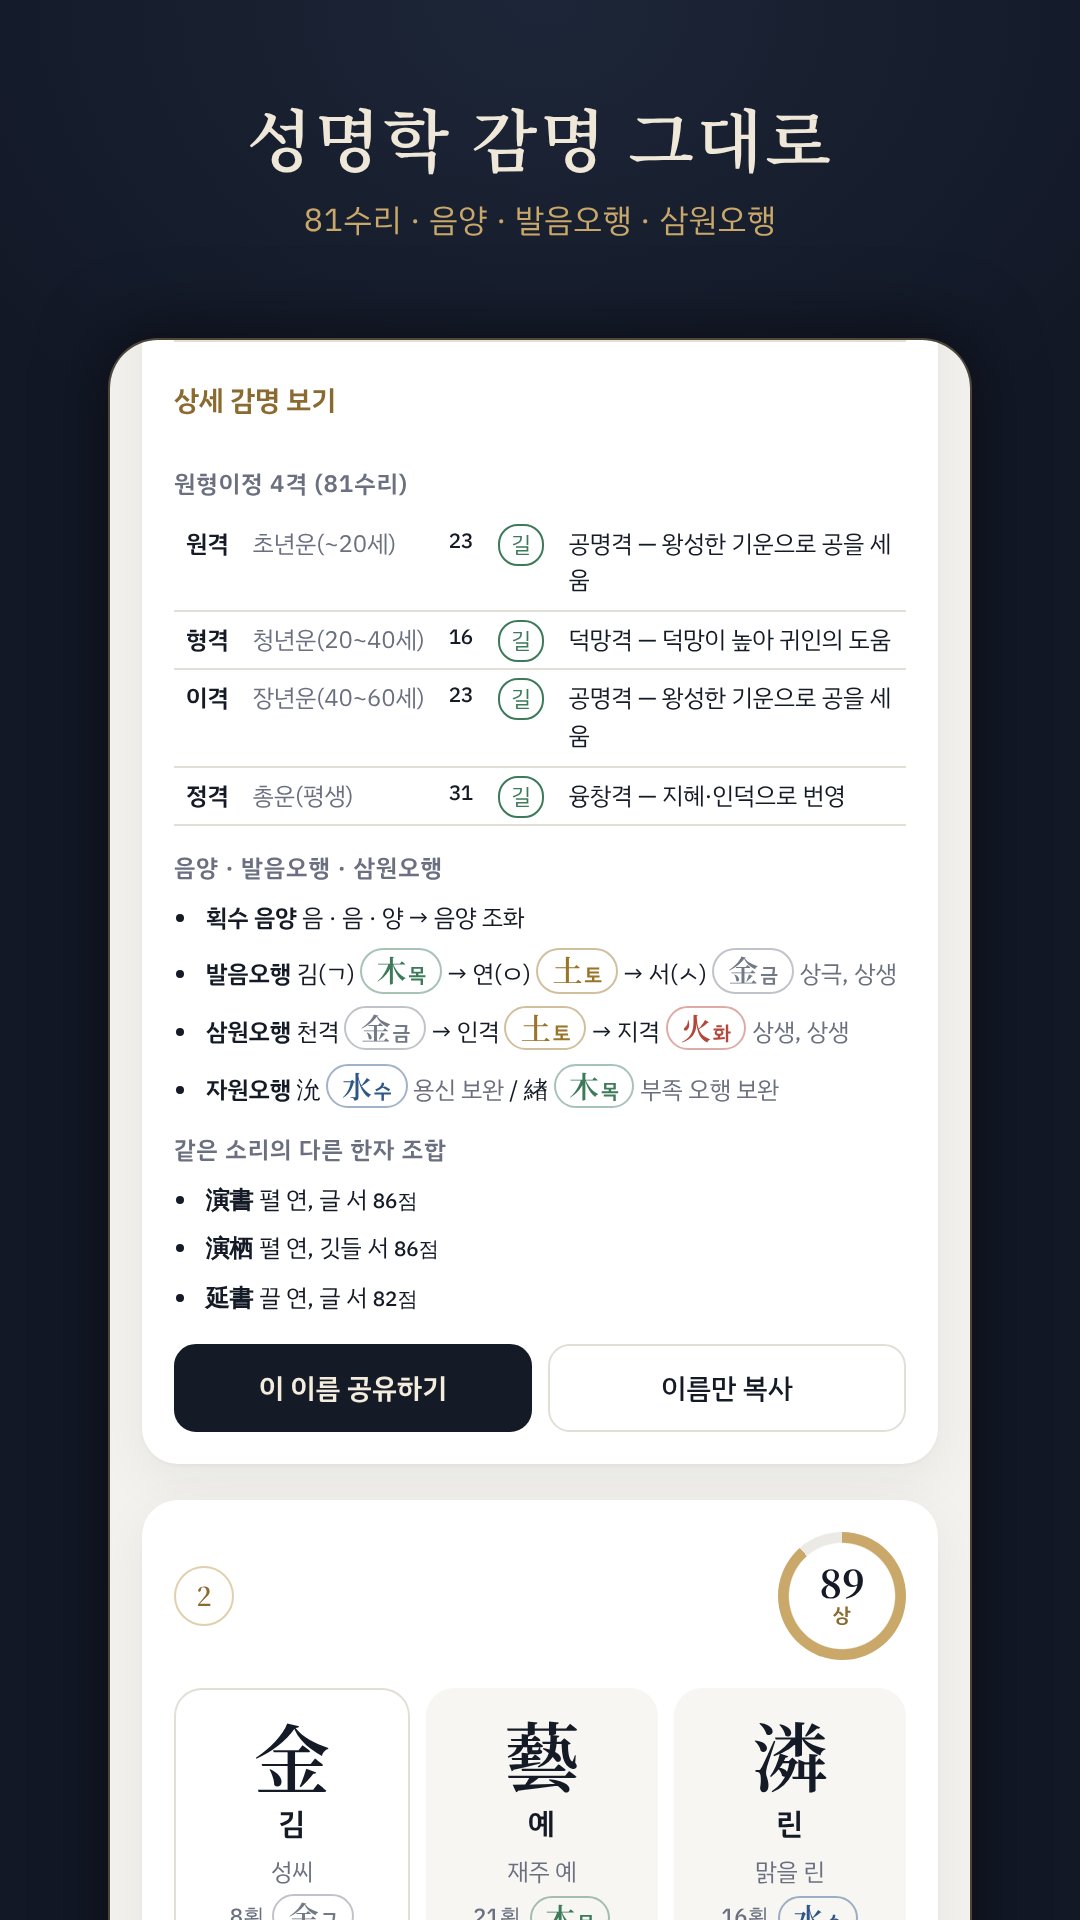 성명학 감명 그대로
81수리 · 음양 · 발음오행 · 삼원오행
상세 감명 보기
원형이정 4격 (81수리)
원격 초년운(~20세) 23 길 공명격 — 왕성한 기운으로 공을 세
움
형격 청년운(20~40세) 16 길 덕망격 — 덕망이 높아 귀인의 도움
이격 장년운(40~60세) 23 길 공명격 — 왕성한 기운으로 공을 세
움
정격 총운(평생) 31 길 융창격 — 지혜·인덕으로 번영
음양 · 발음오행 · 삼원오행
• 획수 음양 음 · 음 · 양 → 음양 조화
• 발음오행 김(ㄱ) 木목 → 연(ㅇ) 土토 → 서(ㅅ) 金금 상극, 상생
• 삼원오행 천격 金금 → 인격 土토 → 지격 火화 상생, 상생
• 자원오행 沇 水수 용신 보완 / 緖 木목 부족 오행 보완
같은 소리의 다른 한자 조합
• 演書 펼 연, 글 서 86점
• 演栖 펼 연, 깃들 서 86점
• 延書 끌 연, 글 서 82점
이 이름 공유하기 이름만 복사
2 89
상
金 藝 潾
김 예 린
성씨 재주 예 맑을 린
8획 金금 21획 木목 16획 水수